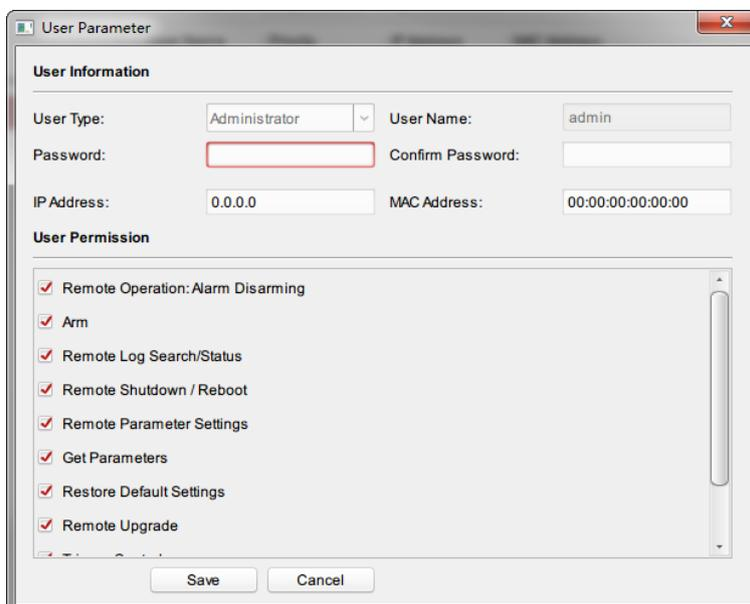 User Parameter
User Information
User Type: Administrator User Name: admin
Password: Confirm Password:
IP Address: 0.0.0.0 MAC Address: 00:00:00:00:00:00
User Permission
Remote Operation: Alarm Disarming
Arm
Remote Log Search/Status
Remote Shutdown / Reboot
Remote Parameter Settings
Get Parameters
Restore Default Settings
Remote Upgrade
Save Cancel